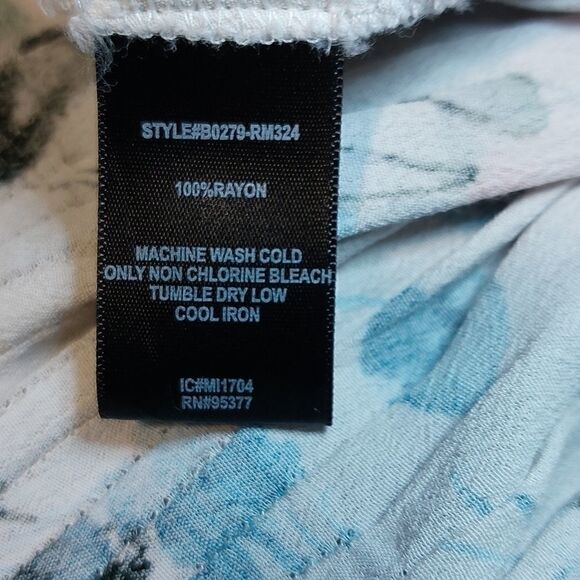 STYLE#B0279-RM324
100%RAYON
MACHINE WASH COLD
ONLY NON CHLORINE BLEACH
TUMBLE DRY LOW
COOL IRON
IC#MI1704
RN#95377